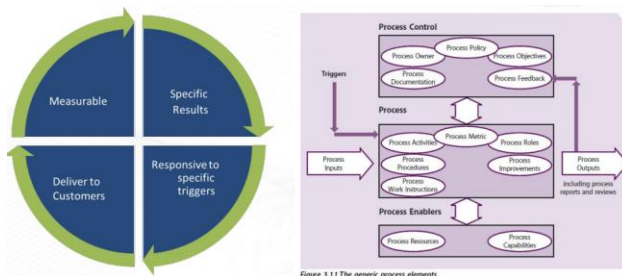 Measurable
Specific
Results
Deliver to
Customers
Responsive to
specific
triggers
Process Control
Process Policy
Process Owner
Process Objectives
Process
Documentation
Process Feedback
Triggers
Process
Process Metric
Process Activities
Process Roles
Process
Inputs
Process
Procedures
Process
Improvements
Process
Work Instructions
Process
Outputs
including process
reports and reviews
Process Enablers
Process Resources
Process
Capabilities
Figure 3.11 The generic process elements